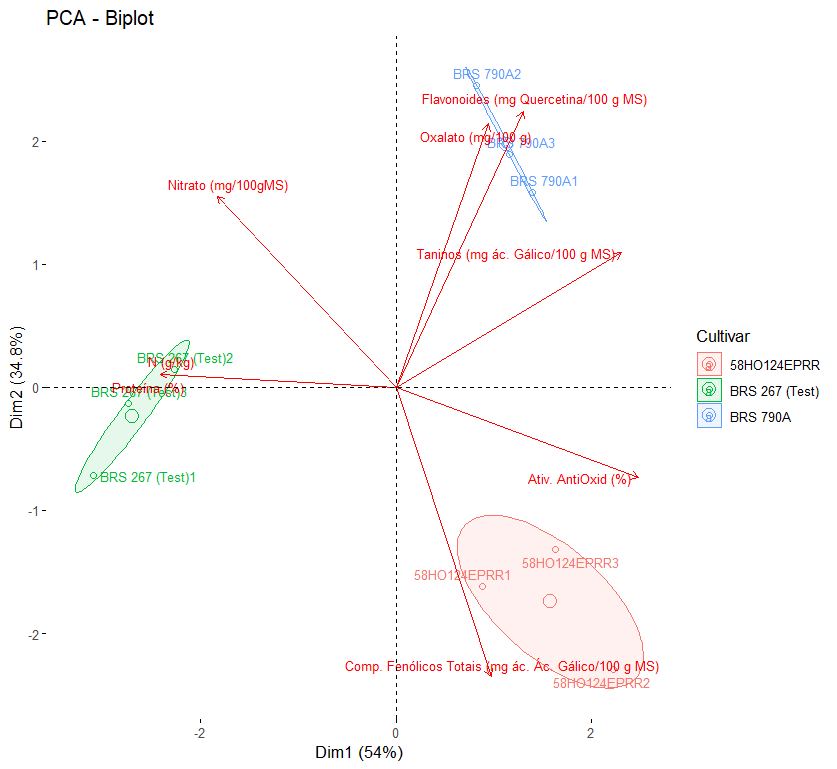 PCA - Biplot
BRS 790A2
Flavonoides (mg Quercetina/100 g MS)
Oxalato (mg/100 g)
BRS 790A3
BRS 790A1
Nitrato (mg/100gMS)
Taninos (mg ác. Gálico/100 g MS)
BRS 267 (Test)2
N (g/kg)
Proteína (%)
BRS 267 (Test)3
BRS 267 (Test)1
Ativ. AntiOxid (%)
58HO124EPRR3
58HO124EPRR1
Comp. Fenólicos Totais (mg ác. Ác. Gálico/100 g MS)
58HO124EPRR2
2
1
0
-1
-2
Dim2 (34.8%)
-2
0
2
Dim1 (54%)
Cultivar
58HO124EPRR
BRS 267 (Test)
BRS 790A